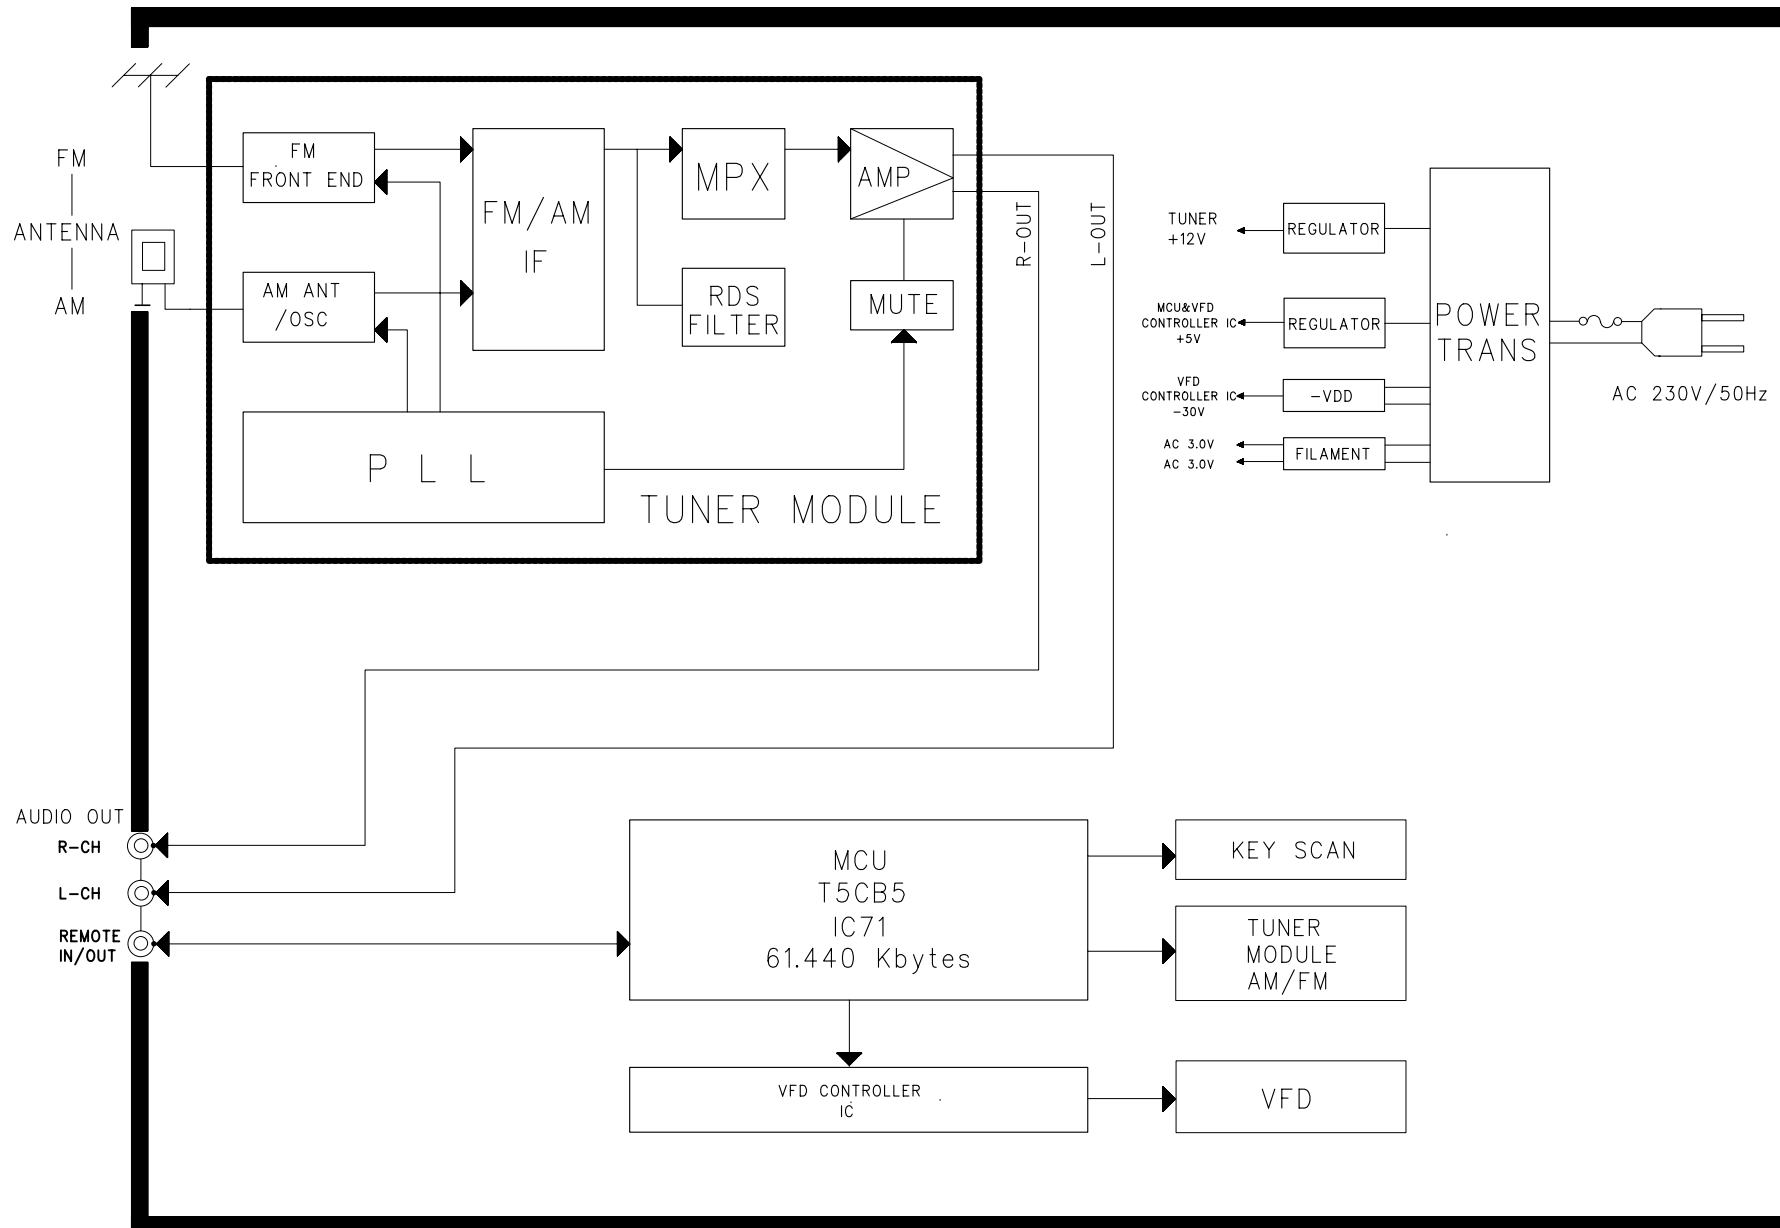 FM
ANTENNA
AM
FM
FRONT END
AM ANT
/OSC
FM/AM
IF
MPX
RDS
FILTER
AMP
MUTE
P L L
TUNER MODULE
R-OUT
L-OUT
TUNER
+12V
REGULATOR
MCU&VFD
CONTROLLER IC
+5V
REGULATOR
VFD
CONTROLLER IC
-30V
-VDD
AC 3.0V
AC 3.0V
FILAMENT
POWER
TRANS
AC 230V/50Hz
AUDIO OUT
R-CH
L-CH
REMOTE
IN/OUT
MCU
T5CB5
IC71
61.440 Kbytes
KEY SCAN
TUNER
MODULE
AM/FM
VFD CONTROLLER
IC
VFD